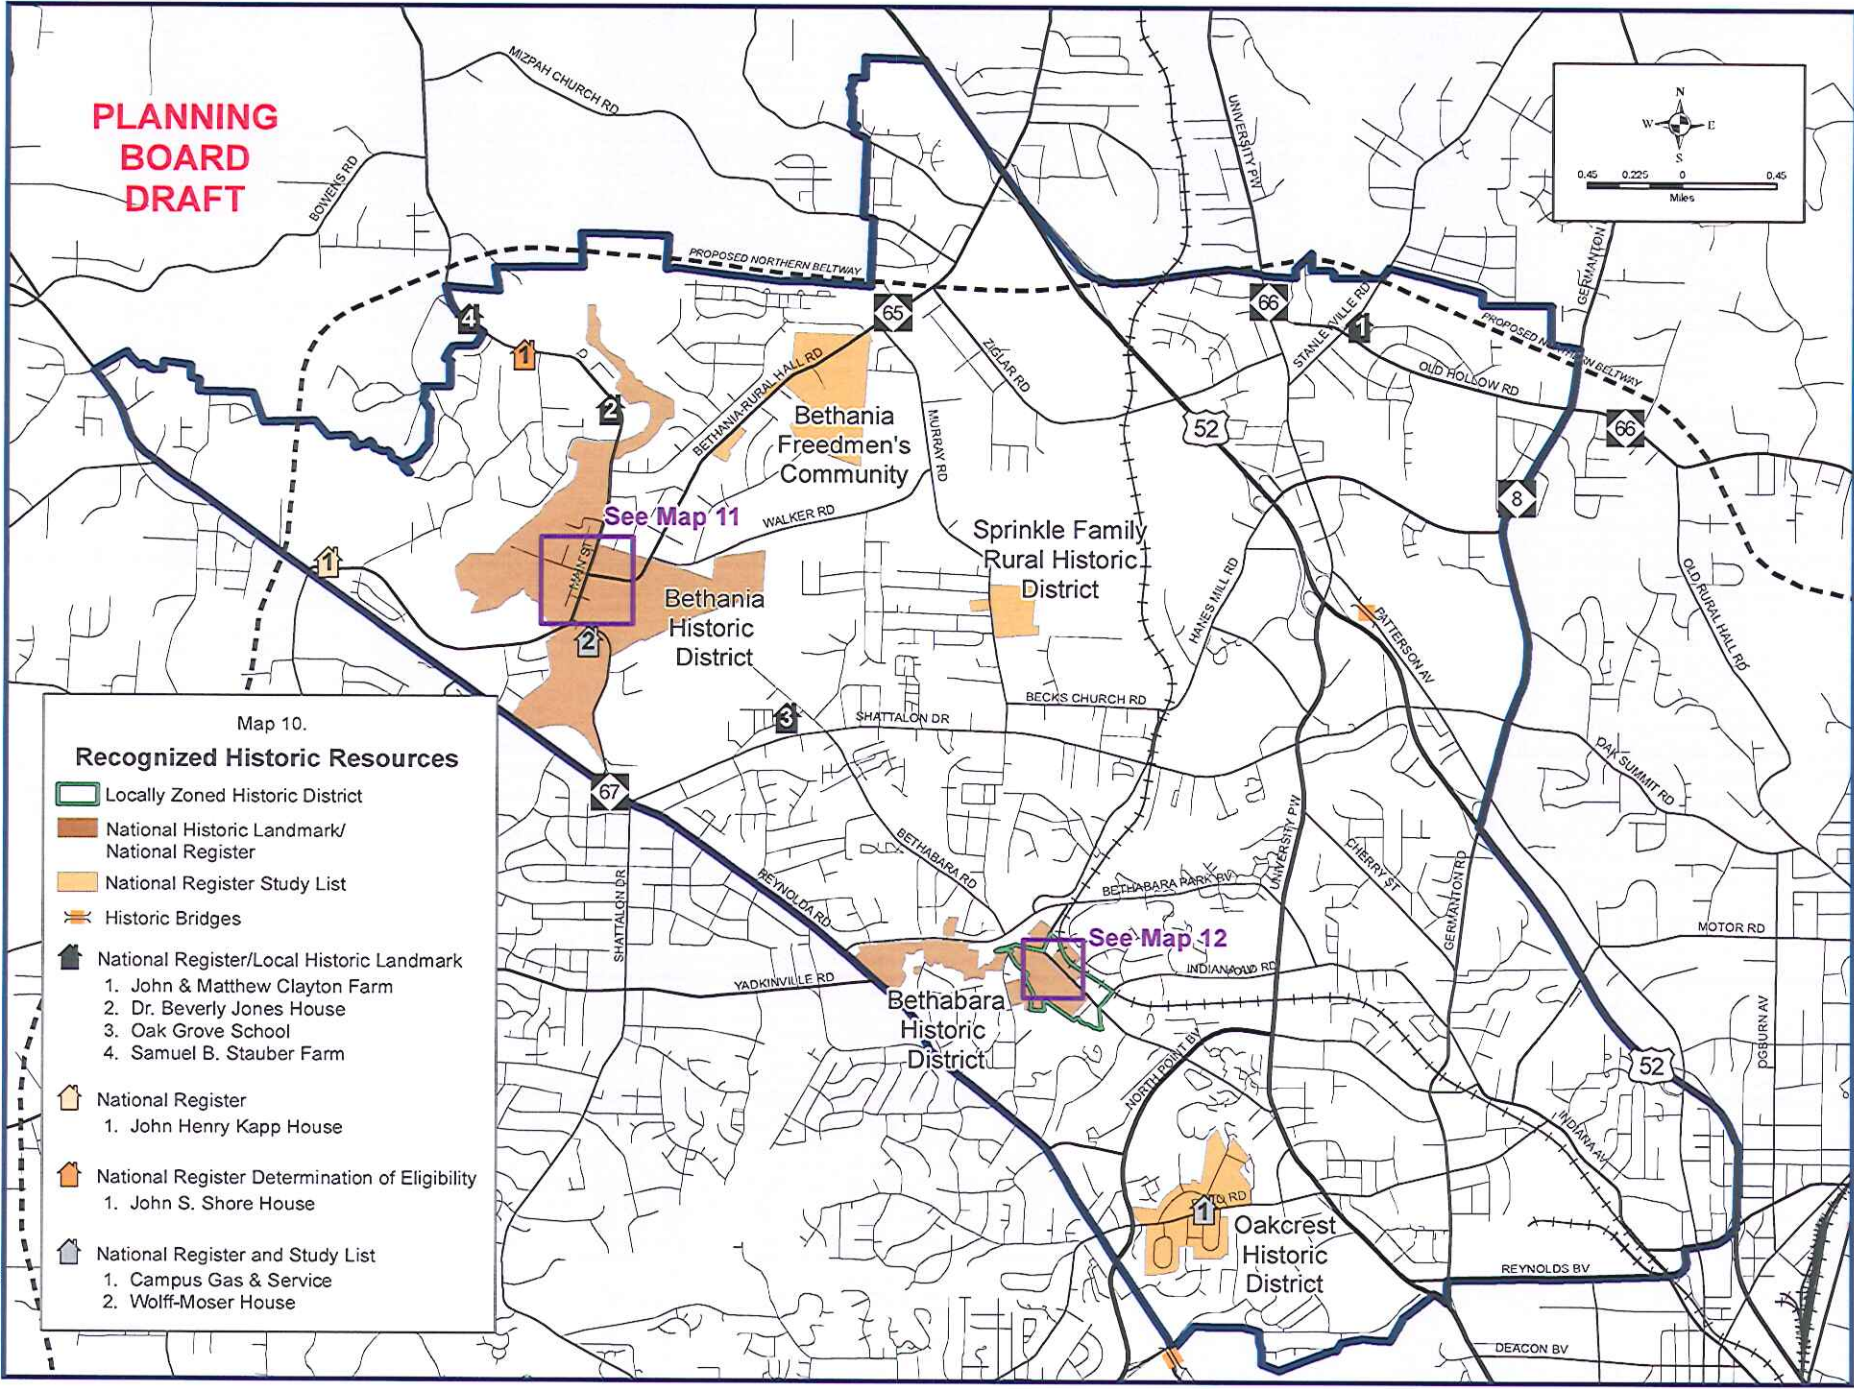 PLANNING
BOARD
DRAFT
MIZPAH CHURCH RD
BOWENS RD
UNIVERSITY PW
N
W E
S
0.45 0.225 0 0.45
Miles
GERMANTON
PROPOSED NORTHERN BELTWAY
65
66
4
1
STANLEYVILLE RD
1
PROPOSED NORTHERN BELTWAY
ZIGLAR RD
BETHANIA-RURAL HALL RD
OLD HOLLOW RD
2
Bethania
Freedmen's
Community
MURRAY RD
52
66
8
See Map 11
WALKER RD
Sprinkle Family
Rural Historic
District
MAIN ST
1
Bethania
Historic
District
2
HANES MILL RD
PATTERSON AV
OLD RURAL HALL RD
BECKS CHURCH RD
3
SHATTALON DR
OAK SUMMIT RD
67
Map 10.
Recognized Historic Resources
Locally Zoned Historic District
National Historic Landmark/
National Register
National Register Study List
Historic Bridges
National Register/Local Historic Landmark
1. John & Matthew Clayton Farm
2. Dr. Beverly Jones House
3. Oak Grove School
4. Samuel B. Stauber Farm
National Register
1. John Henry Kapp House
National Register Determination of Eligibility
1. John S. Shore House
National Register and Study List
1. Campus Gas & Service
2. Wolff-Moser House
BETHABARA RD
UNIVERSITY PW
CHERRY ST
BETHABARA PARK BV
REYNOLDA RD
SHATTALON DR
GERMANTON RD
MOTOR RD
See Map 12
YADKINVILLE RD
Bethabara
Historic
District
NORTH POINT BV
OGBURN AV
52
INDIANA AV
1
Oakcrest
Historic
District
REYNOLDS BV
DEACON BV